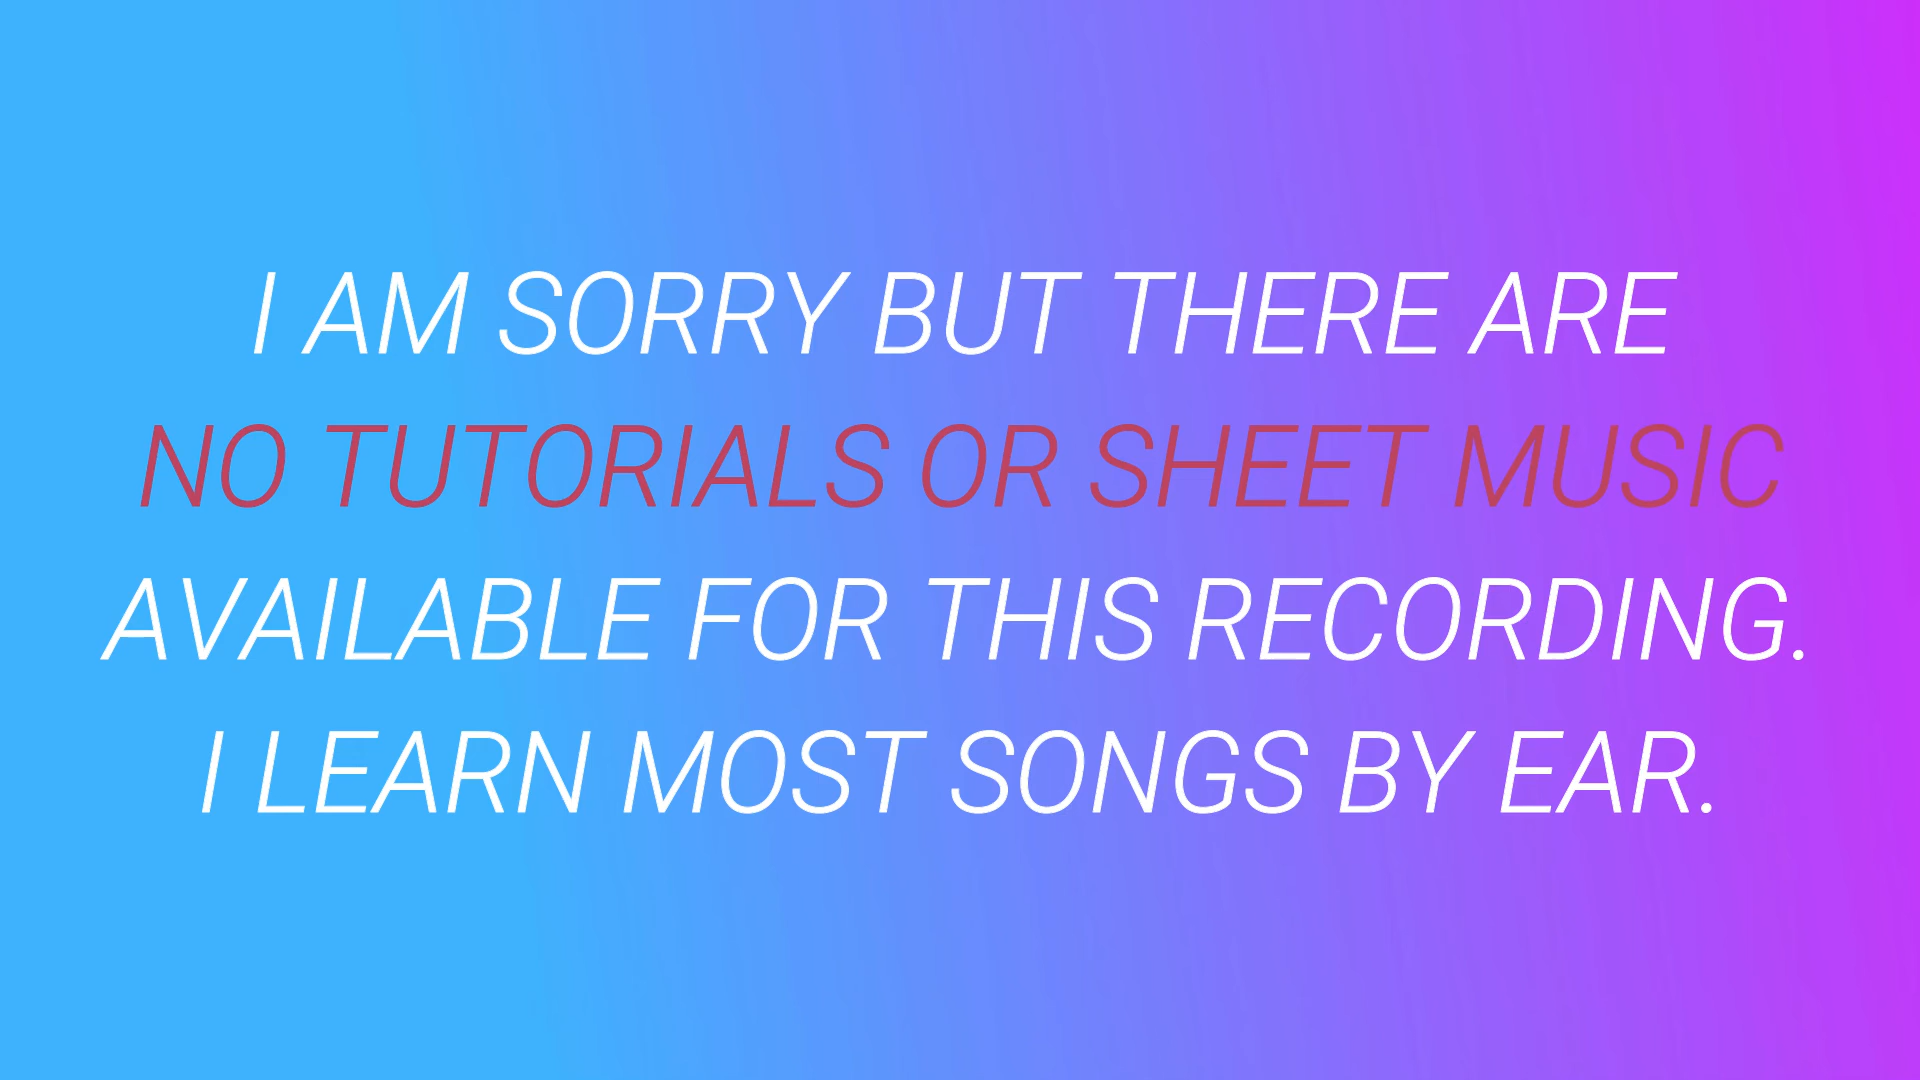 I AM SORRY BUT THERE ARE
NO TUTORIALS OR SHEET MUSIC
AVAILABLE FOR THIS RECORDING.
I LEARN MOST SONGS BY EAR.